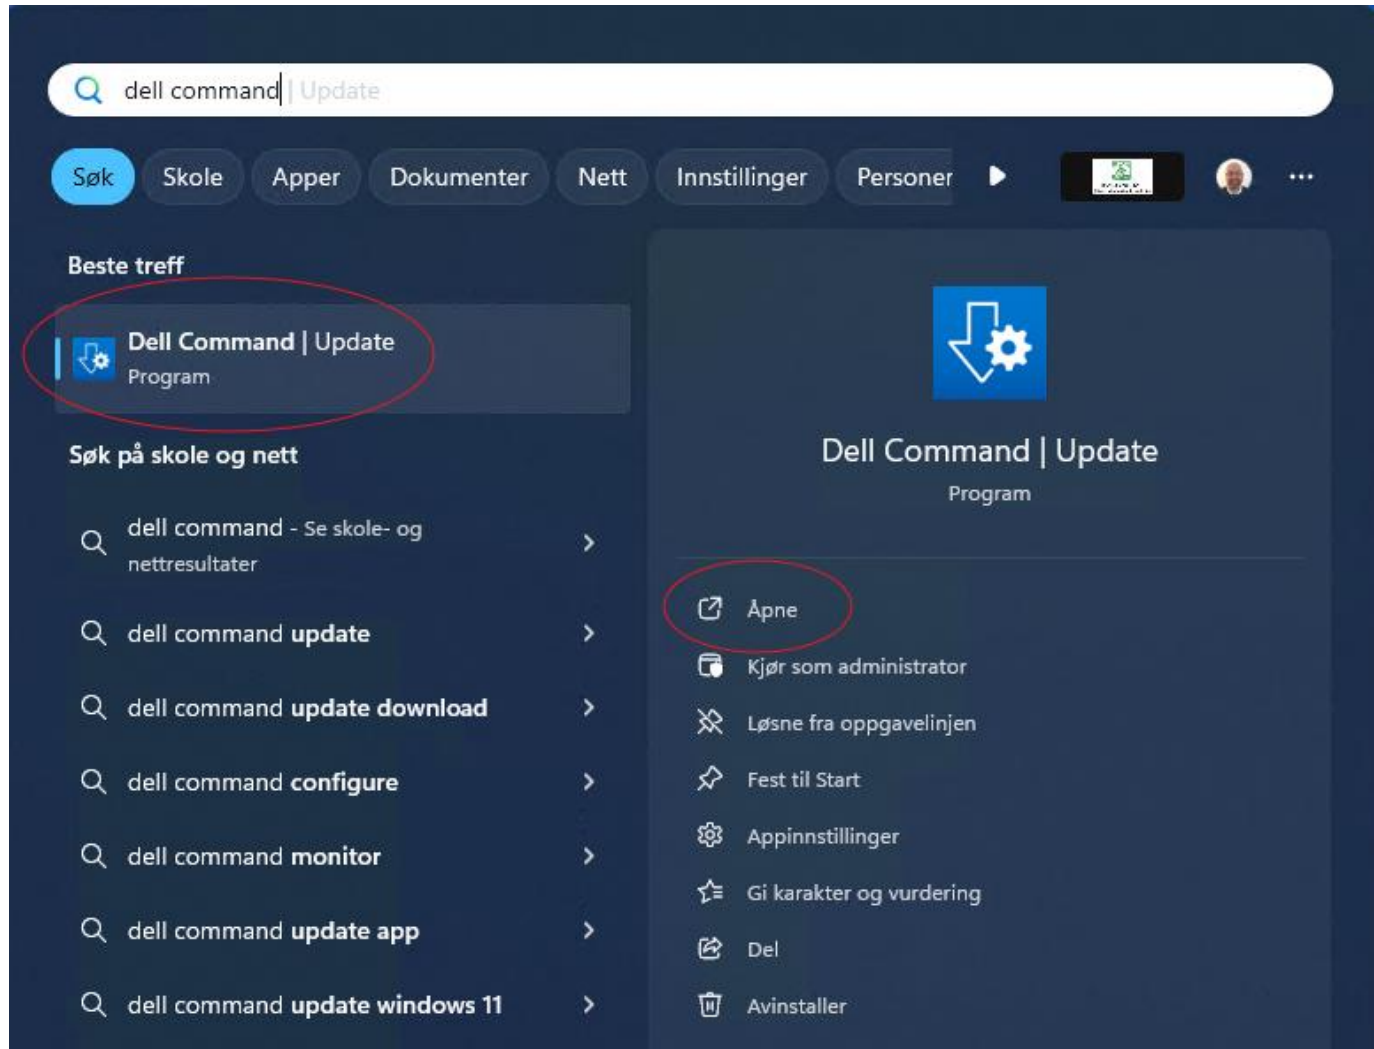 dell command | Update
Søk Skole Apper Dokumenter Nett Innstillinger Personer
Beste treff
Dell Command | Update
Program
Søk på skole og nett
dell command - Se skole- og
nettresultater
dell command update
dell command update download
dell command configure
dell command monitor
dell command update app
dell command update windows 11
Dell Command | Update
Program
Åpne
Kjør som administrator
Løsne fra oppgavelinjen
Fest til Start
Appinnstillinger
Gi karakter og vurdering
Del
Avinstaller